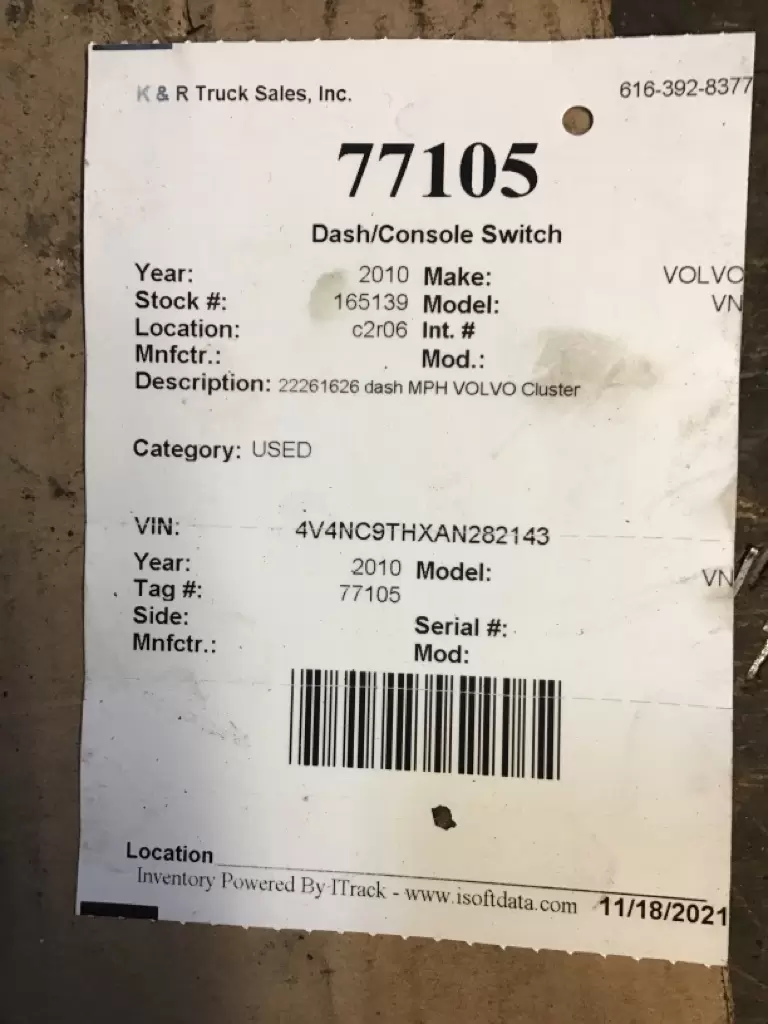 K & R Truck Sales, Inc. 616-392-8377
77105
Dash/Console Switch
Year: 2010 Make: VOLVO
Stock #: 165139 Model: VN
Location: c2r06 Int. #
Mnfctr.: Mod.:
Description: 22261626 dash MPH VOLVO Cluster
Category: USED
VIN: 4V4NC9THXAN282143
Year: 2010 Model: VN
Tag #: 77105
Side: Serial #:
Mnfctr.: Mod:
Location
Inventory Powered By ITrack - www.isoftdata.com 11/18/2021